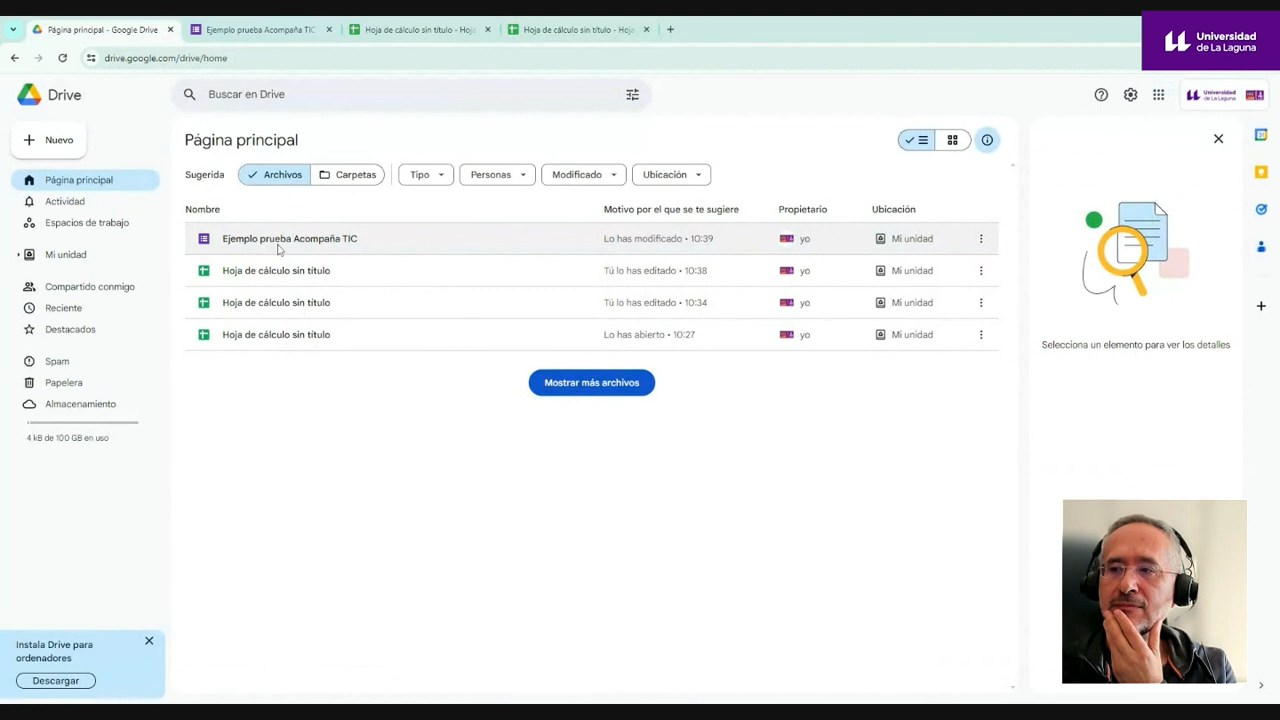 Página principal - Google Drive
Ejemplo prueba Acompaña TIC
Hoja de cálculo sin título - Hoja
Hoja de cálculo sin título - Hoja
Universidad
de La Laguna
drive.google.com/drive/home
Drive
Buscar en Drive
Universidad
de La Laguna
Nuevo
Página principal
Actividad
Espacios de trabajo
Mi unidad
Compartido conmigo
Reciente
Destacados
Spam
Papelera
Almacenamiento
4 kB de 100 GB en uso
Instala Drive para
ordenadores
Descargar
Página principal
Sugerida Archivos Carpetas Tipo Personas Modificado Ubicación
Nombre Motivo por el que se te sugiere Propietario Ubicación
Ejemplo prueba Acompaña TIC Lo has modificado • 10:39 yo Mi unidad
Hoja de cálculo sin título Tú lo has editado • 10:38 yo Mi unidad
Hoja de cálculo sin título Tú lo has editado • 10:34 yo Mi unidad
Hoja de cálculo sin título Lo has abierto • 10:27 yo Mi unidad
Mostrar más archivos
Selecciona un elemento para ver los detalles